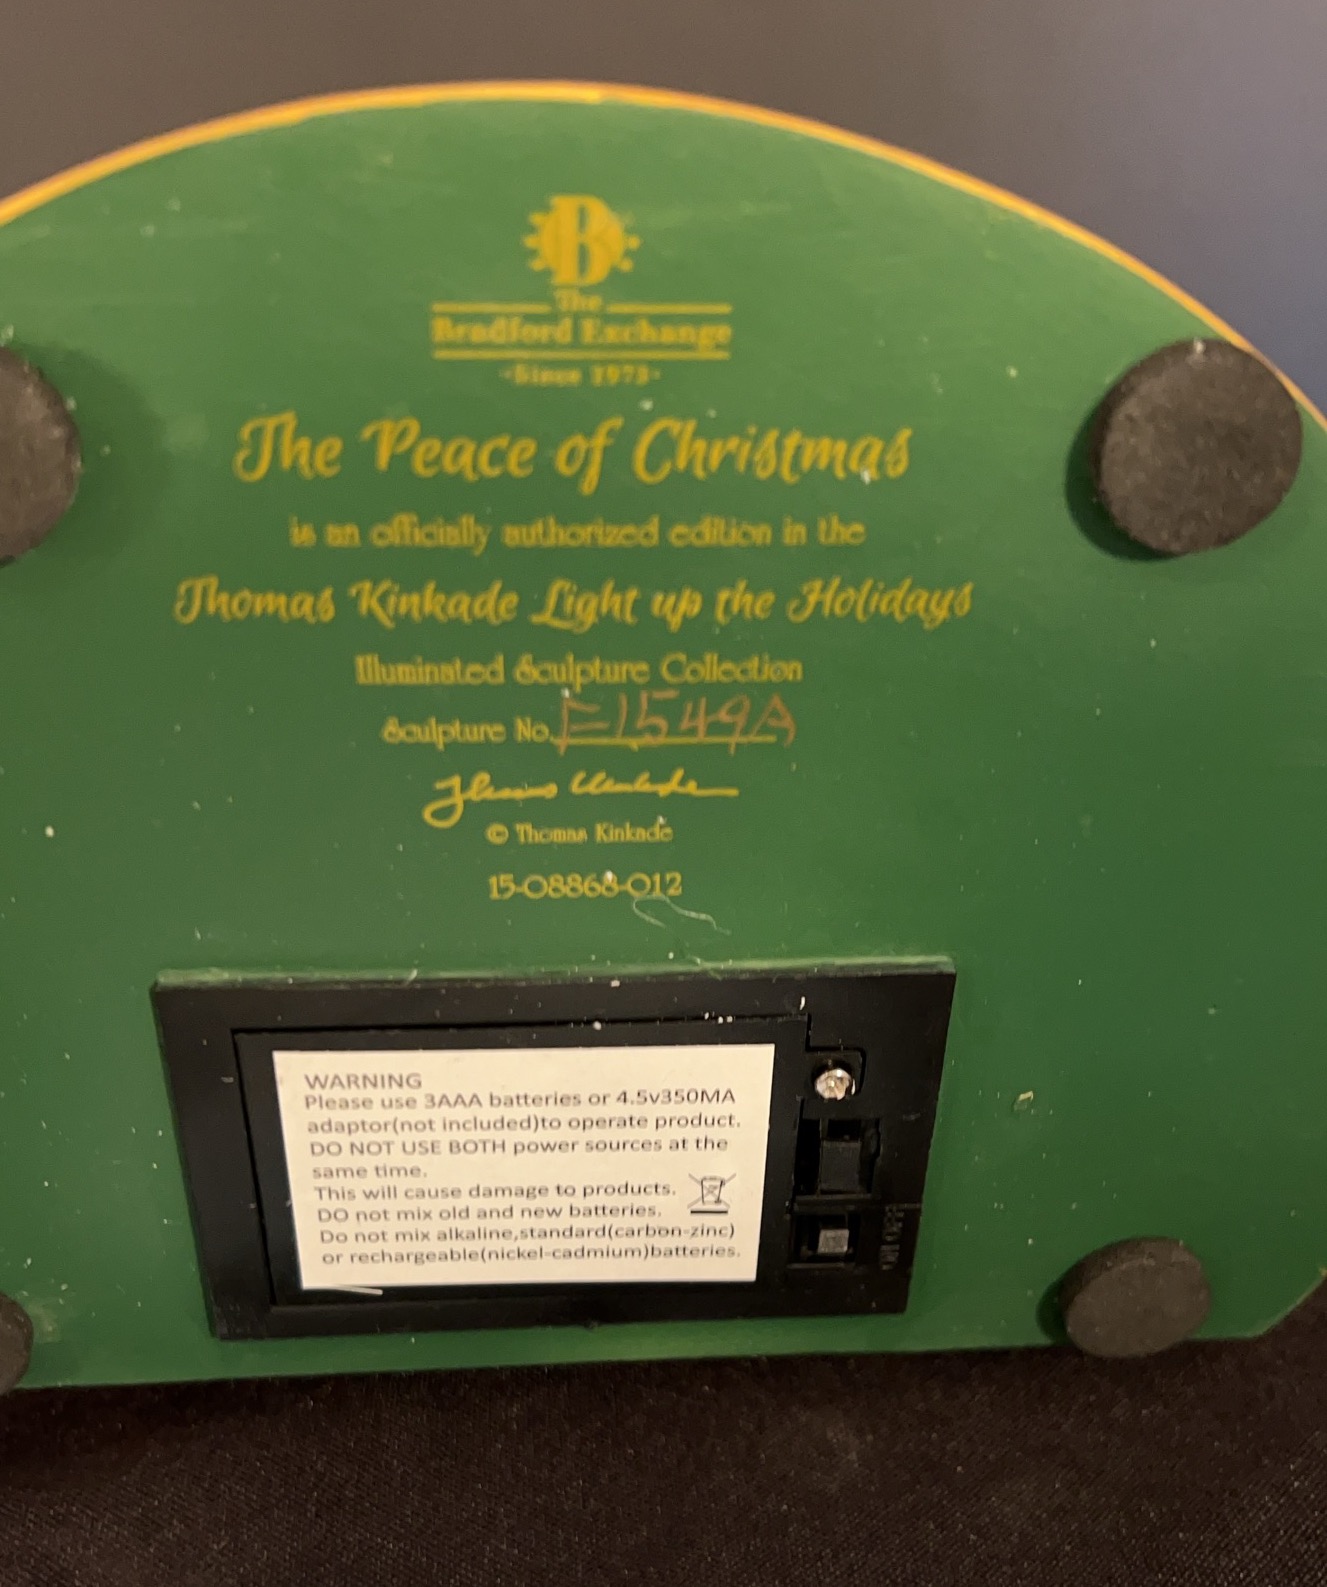 B
The
Bradford Exchange
·Since 1973·
The Peace of Christmas
is an officially authorized edition in the
Thomas Kinkade Light up the Holidays
Illuminated Sculpture Collection
Sculpture No. F1549A
Thomas Kinkade
© Thomas Kinkade
15-08868-012
WARNING
Please use 3AAA batteries or 4.5v350MA
adaptor(not included)to operate product.
DO NOT USE BOTH power sources at the
same time.
This will cause damage to products.
DO not mix old and new batteries.
Do not mix alkaline,standard(carbon-zinc)
or rechargeable(nickel-cadmium)batteries.